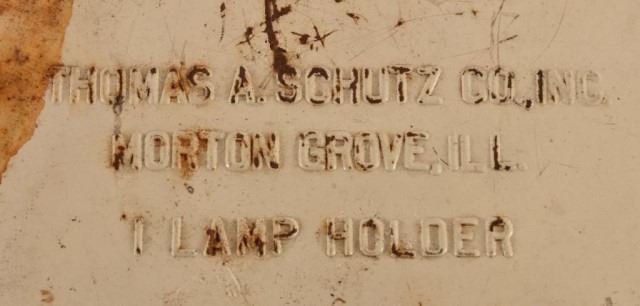 THOMAS A. SCHUTZ CO., INC.
MORTON GROVE, ILL.
1 LAMP HOLDER